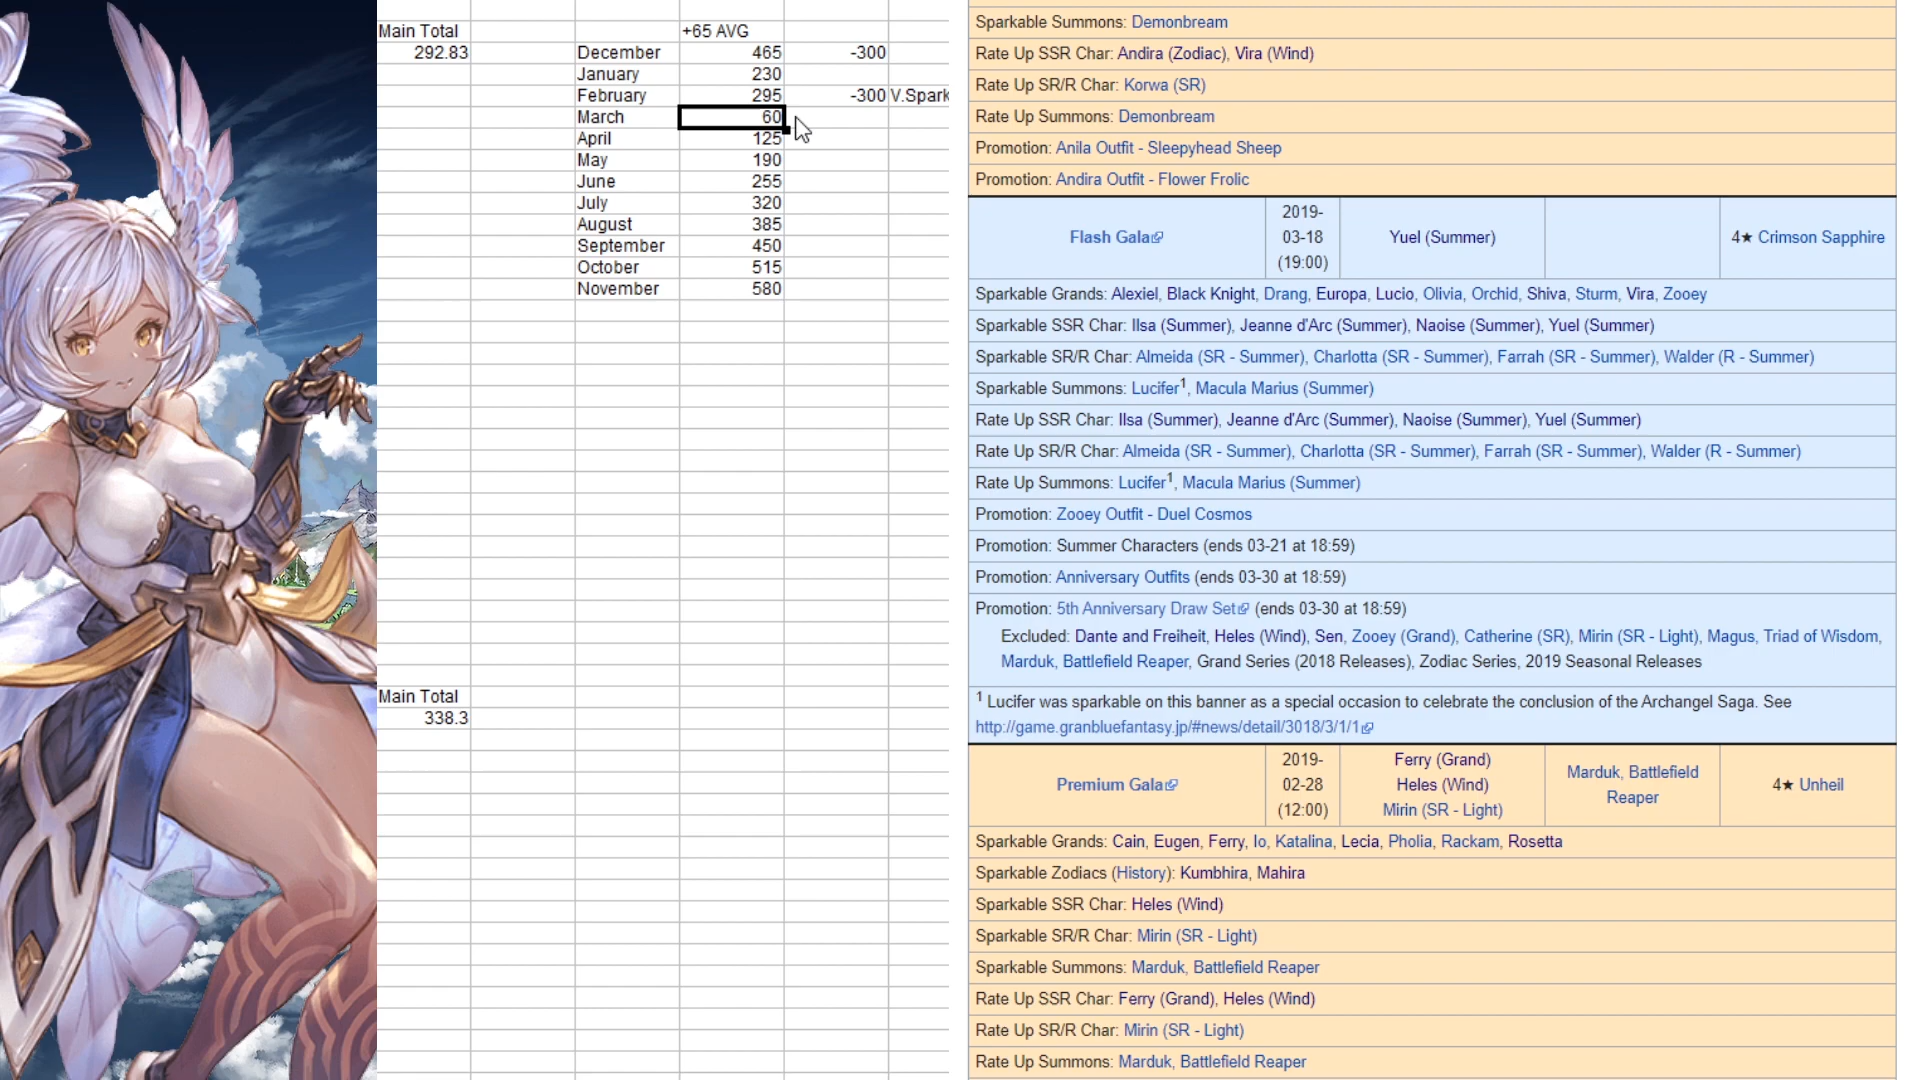 Main Total
+65 AVG
292.83
December 465 -300
January 230
February 295 -300 V.Spark
March 60
April 125
May 190
June 255
July 320
August 385
September 450
October 515
November 580
Main Total
338.3
Sparkable Summons: Demonbream
Rate Up SSR Char: Andira (Zodiac), Vira (Wind)
Rate Up SR/R Char: Korwa (SR)
Rate Up Summons: Demonbream
Promotion: Anila Outfit - Sleepyhead Sheep
Promotion: Andira Outfit - Flower Frolic
Flash Gala
2019-
03-18
(19:00)
Yuel (Summer)
4★ Crimson Sapphire
Sparkable Grands: Alexiel, Black Knight, Drang, Europa, Lucio, Olivia, Orchid, Shiva, Sturm, Vira, Zooey
Sparkable SSR Char: Ilsa (Summer), Jeanne d'Arc (Summer), Naoise (Summer), Yuel (Summer)
Sparkable SR/R Char: Almeida (SR - Summer), Charlotta (SR - Summer), Farrah (SR - Summer), Walder (R - Summer)
Sparkable Summons: Lucifer¹, Macula Marius (Summer)
Rate Up SSR Char: Ilsa (Summer), Jeanne d'Arc (Summer), Naoise (Summer), Yuel (Summer)
Rate Up SR/R Char: Almeida (SR - Summer), Charlotta (SR - Summer), Farrah (SR - Summer), Walder (R - Summer)
Rate Up Summons: Lucifer¹, Macula Marius (Summer)
Promotion: Zooey Outfit - Duel Cosmos
Promotion: Summer Characters (ends 03-21 at 18:59)
Promotion: Anniversary Outfits (ends 03-30 at 18:59)
Promotion: 5th Anniversary Draw Set (ends 03-30 at 18:59)
Excluded: Dante and Freiheit, Heles (Wind), Sen, Zooey (Grand), Catherine (SR), Mirin (SR - Light), Magus, Triad of Wisdom,
Marduk, Battlefield Reaper, Grand Series (2018 Releases), Zodiac Series, 2019 Seasonal Releases
¹ Lucifer was sparkable on this banner as a special occasion to celebrate the conclusion of the Archangel Saga. See
http://game.granbluefantasy.jp/#news/detail/3018/3/1/1
Premium Gala
2019-
02-28
(12:00)
Ferry (Grand)
Heles (Wind)
Mirin (SR - Light)
Marduk, Battlefield
Reaper
4★ Unheil
Sparkable Grands: Cain, Eugen, Ferry, Io, Katalina, Lecia, Pholia, Rackam, Rosetta
Sparkable Zodiacs (History): Kumbhira, Mahira
Sparkable SSR Char: Heles (Wind)
Sparkable SR/R Char: Mirin (SR - Light)
Sparkable Summons: Marduk, Battlefield Reaper
Rate Up SSR Char: Ferry (Grand), Heles (Wind)
Rate Up SR/R Char: Mirin (SR - Light)
Rate Up Summons: Marduk, Battlefield Reaper